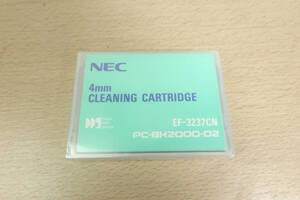 NEC
4mm
CLEANING CARTRIDGE
EF-3237CN
PC-BK2000-02